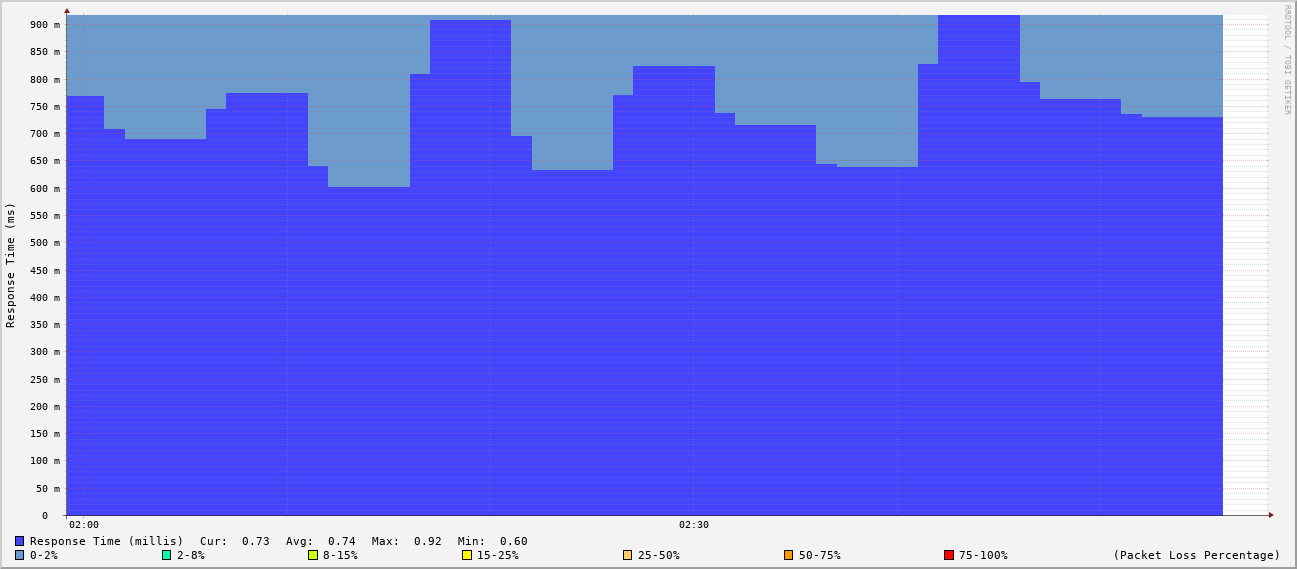 RRDTOOL / TOBI OETIKER
Response Time (ms)
900 m
850 m
800 m
750 m
700 m
650 m
600 m
550 m
500 m
450 m
400 m
350 m
300 m
250 m
200 m
150 m
100 m
50 m
0
02:00 02:30
Response Time (millis) Cur: 0.73 Avg: 0.74 Max: 0.92 Min: 0.60
0-2% 2-8% 8-15% 15-25% 25-50% 50-75% 75-100% (Packet Loss Percentage)